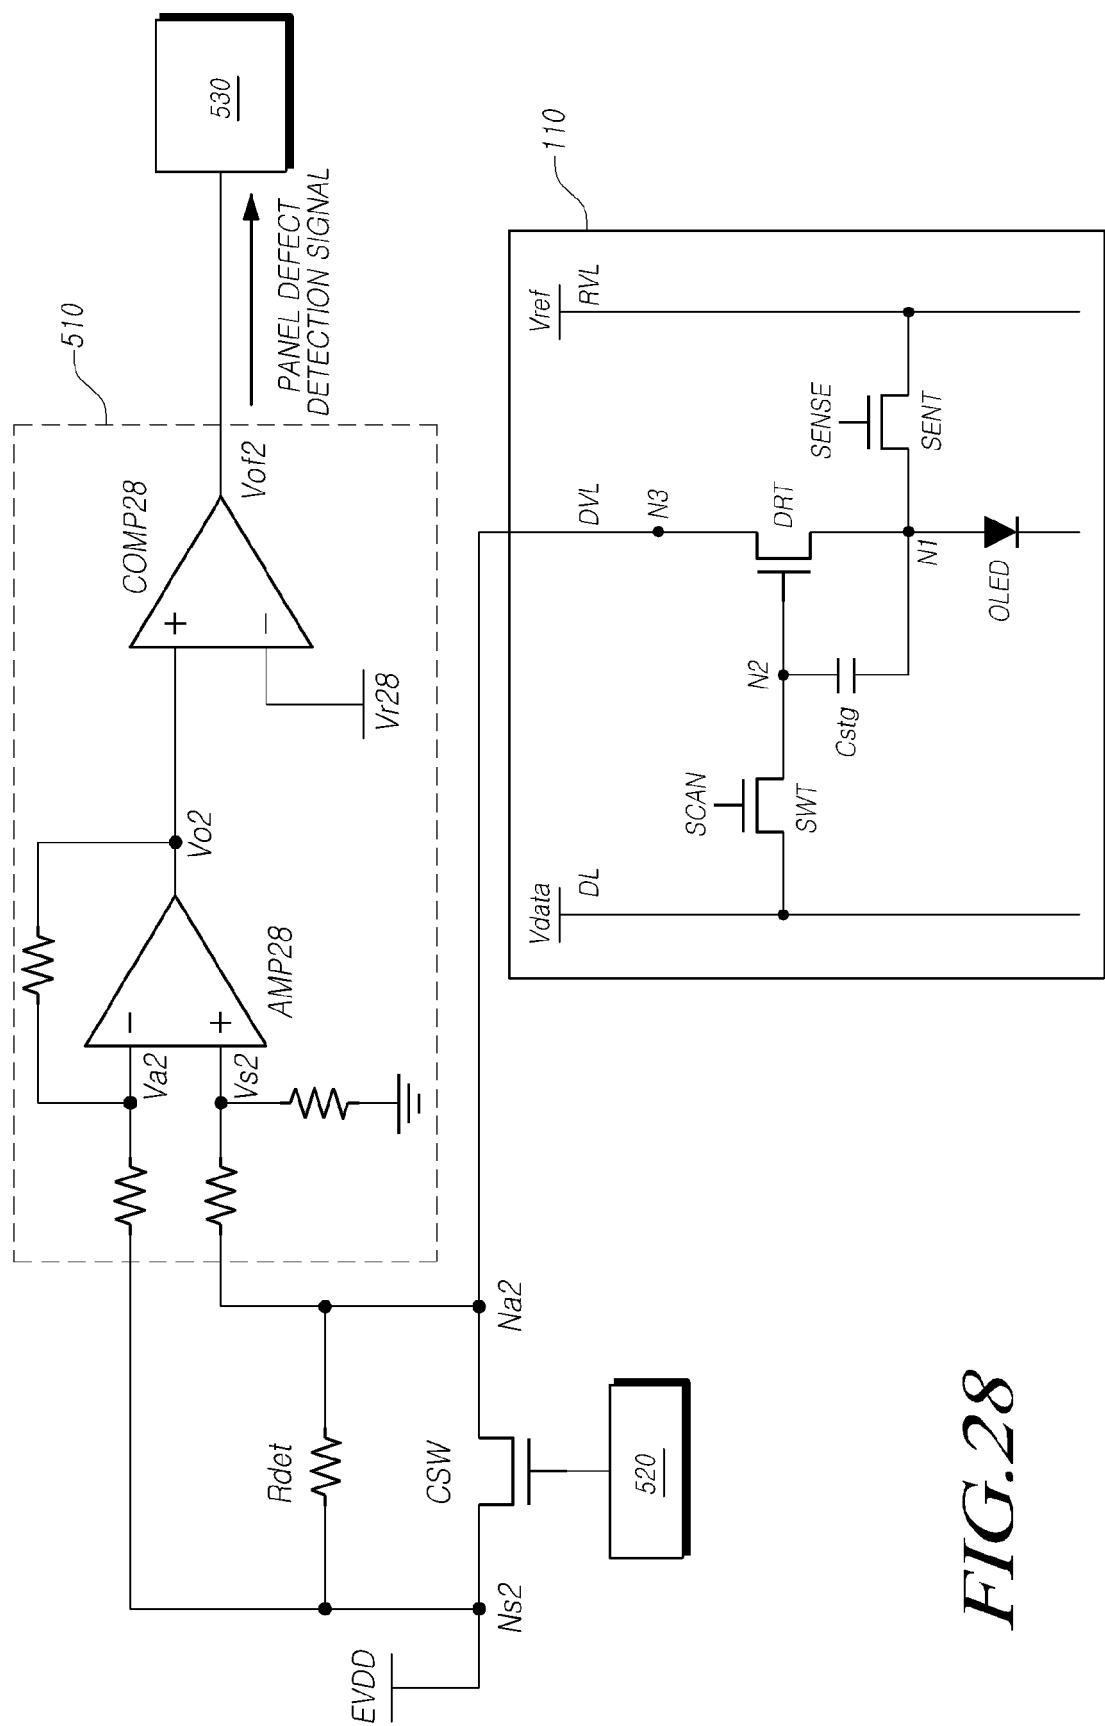 530
PANEL DEFECT
DETECTION SIGNAL
510
COMP28
Vof2
+
−
Vr28
Vo2
AMP28
−
+
Va2
Vs2
Rdet
Na2
CSW
520
Ns2
EVDD
110
Vref
RVL
SENSE
SENT
DVL
N3
DRT
N1
OLED
N2
Cstg
SCAN
SWT
Vdata
DL
FIG.28